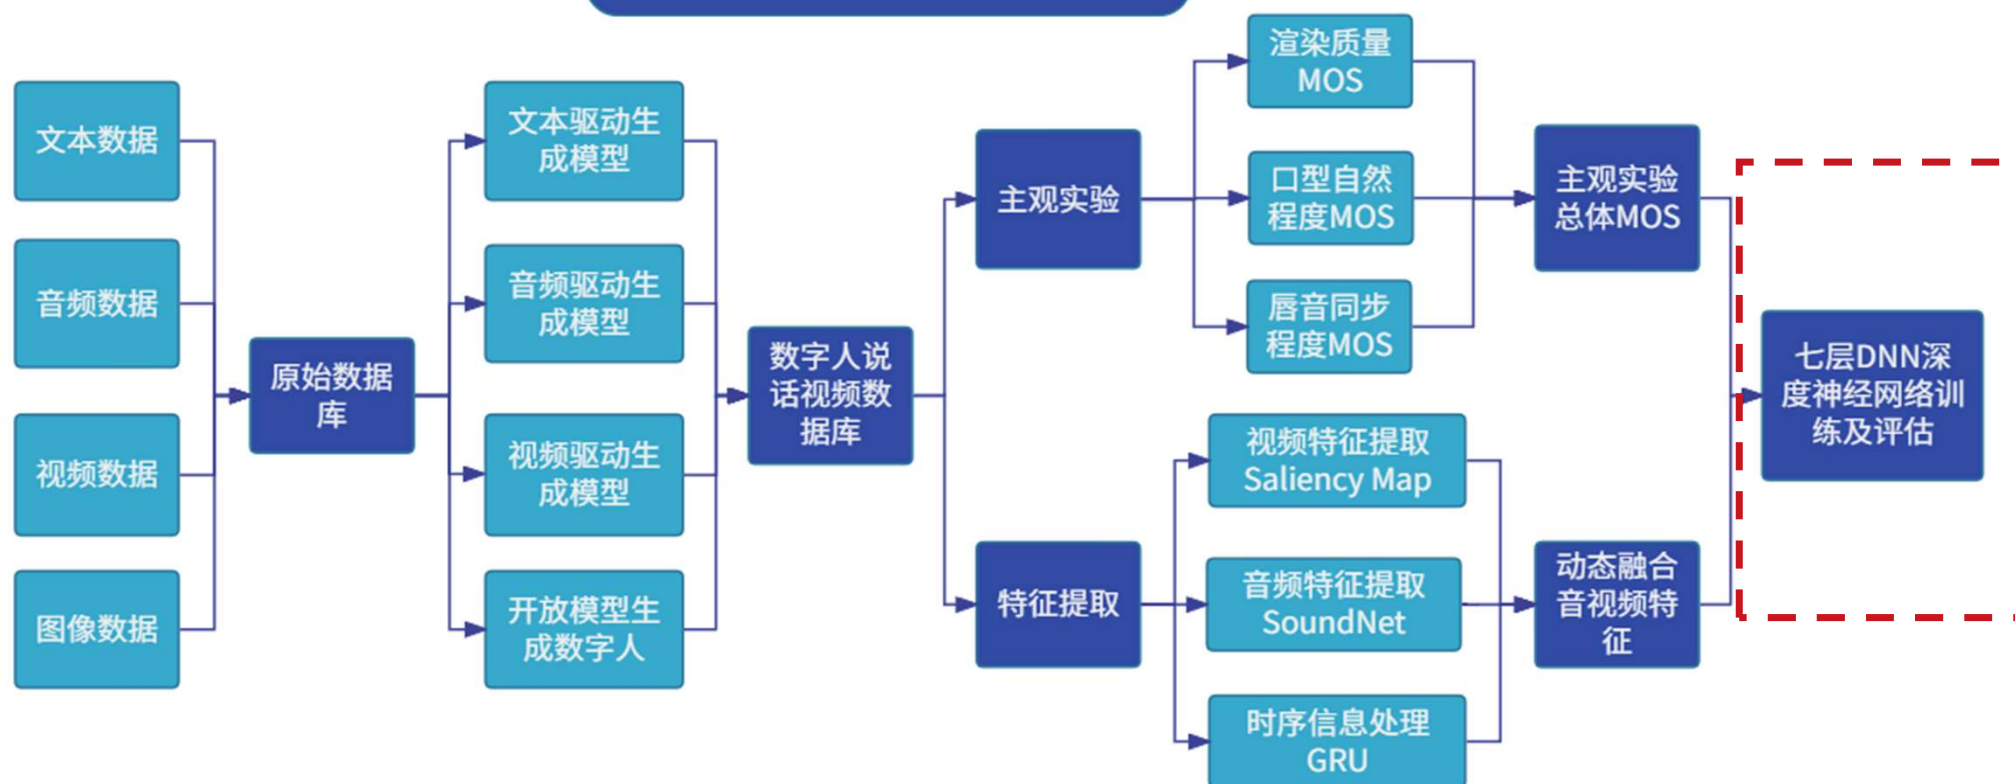 文本数据
音频数据
视频数据
图像数据
原始数据
库
文本驱动生
成模型
音频驱动生
成模型
视频驱动生
成模型
开放模型生
成数字人
数字人说
话视频数
据库
主观实验
特征提取
渲染质量
MOS
口型自然
程度MOS
唇音同步
程度MOS
视频特征提取
Saliency Map
音频特征提取
SoundNet
时序信息处理
GRU
主观实验
总体MOS
动态融合
音视频特
征
七层DNN深
度神经网络训
练及评估